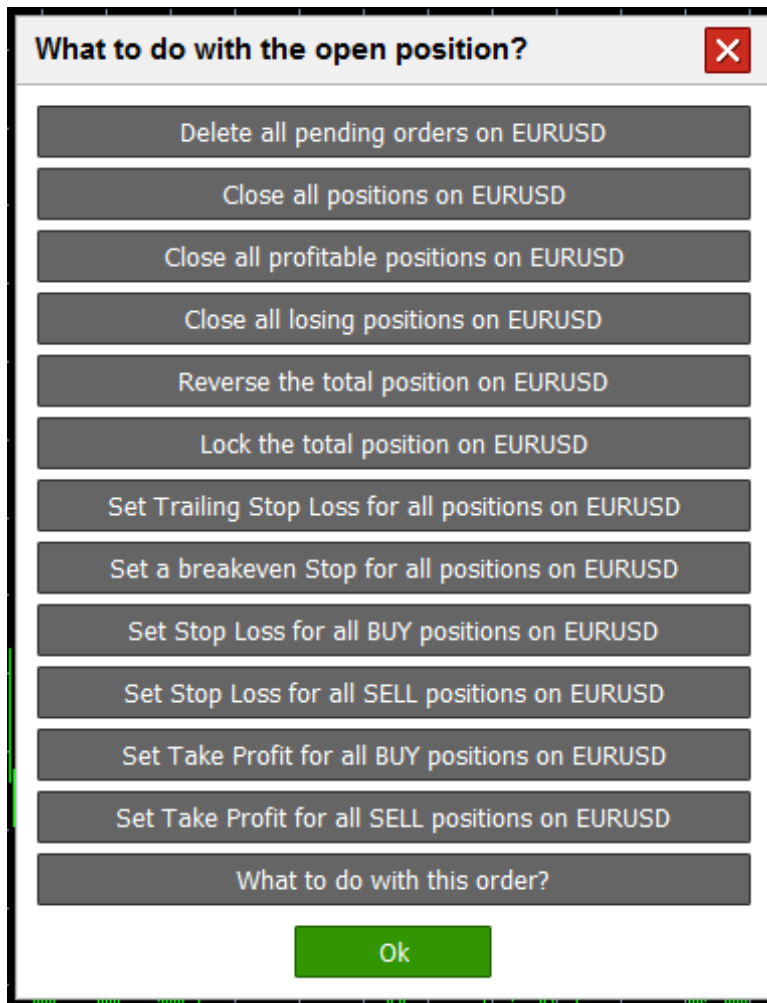 What to do with the open position?
Delete all pending orders on EURUSD
Close all positions on EURUSD
Close all profitable positions on EURUSD
Close all losing positions on EURUSD
Reverse the total position on EURUSD
Lock the total position on EURUSD
Set Trailing Stop Loss for all positions on EURUSD
Set a breakeven Stop for all positions on EURUSD
Set Stop Loss for all BUY positions on EURUSD
Set Stop Loss for all SELL positions on EURUSD
Set Take Profit for all BUY positions on EURUSD
Set Take Profit for all SELL positions on EURUSD
What to do with this order?
Ok